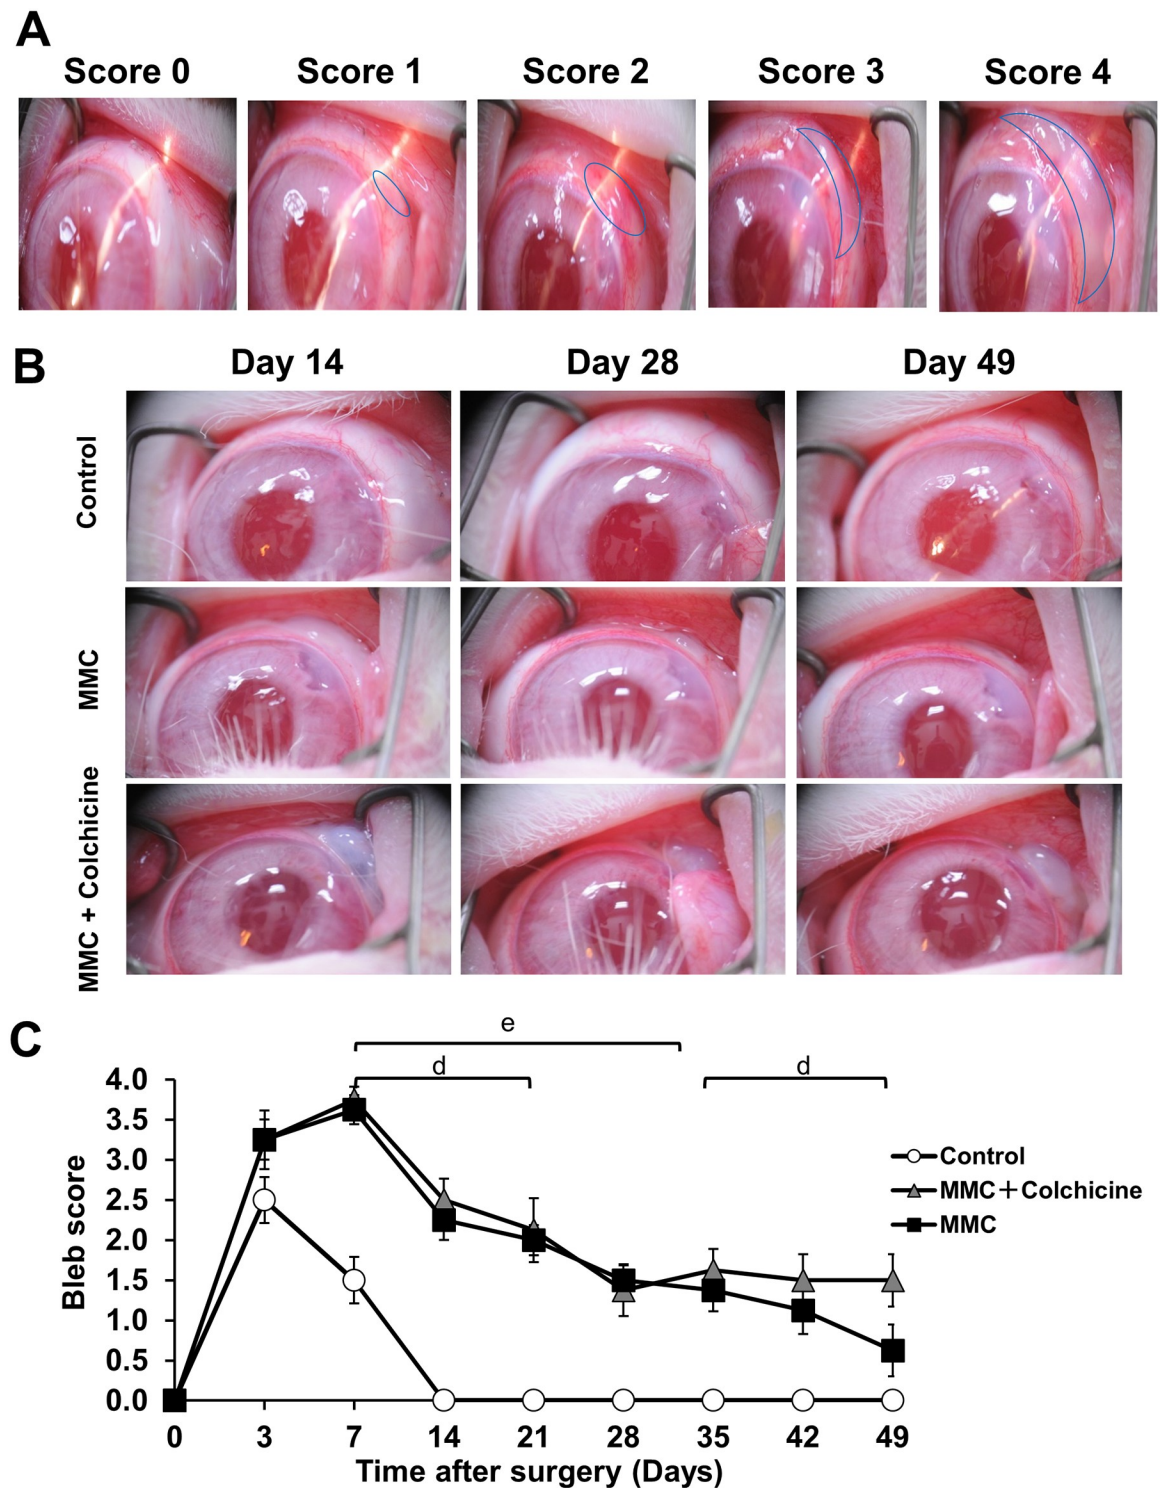 A
Score 0 Score 1 Score 2 Score 3 Score 4
B
Day 14 Day 28 Day 49
Control
MMC
MMC + Colchicine
C
e
d d
4.0
3.5
3.0
2.5
2.0
1.5
1.0
0.5
0.0
Bleb score
Control
MMC＋Colchicine
MMC
0 3 7 14 21 28 35 42 49
Time after surgery (Days)